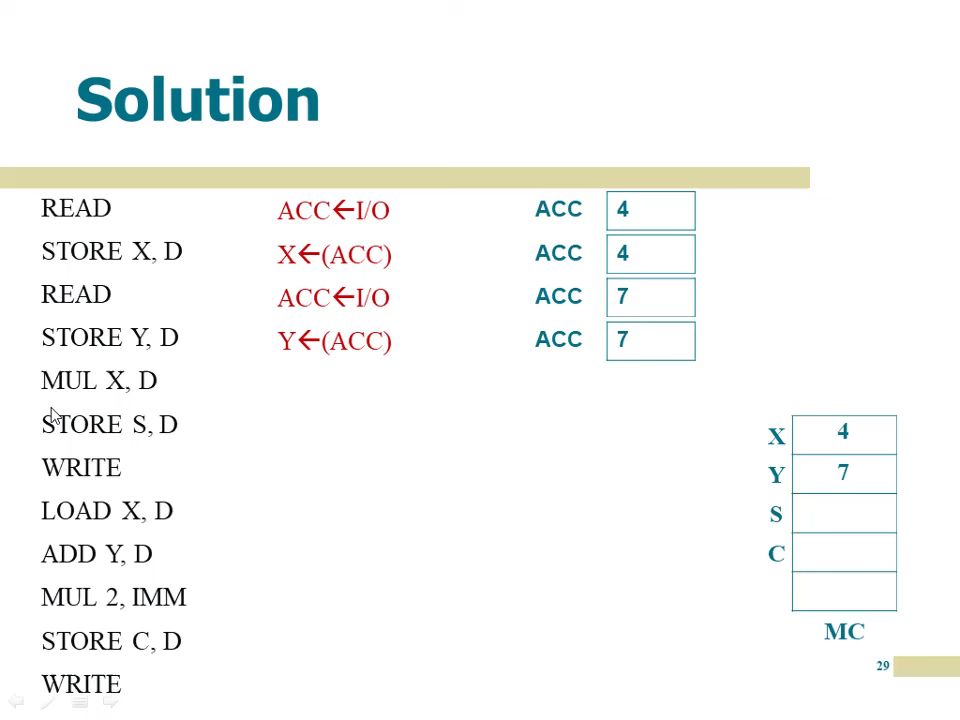 Solution
READ ACC🡨I/O ACC 4
STORE X, D X🡨(ACC) ACC 4
READ ACC🡨I/O ACC 7
STORE Y, D Y🡨(ACC) ACC 7
MUL X, D
STORE S, D
WRITE
LOAD X, D
ADD Y, D
MUL 2, IMM
STORE C, D
WRITE
X 4
Y 7
S
C
MC
29